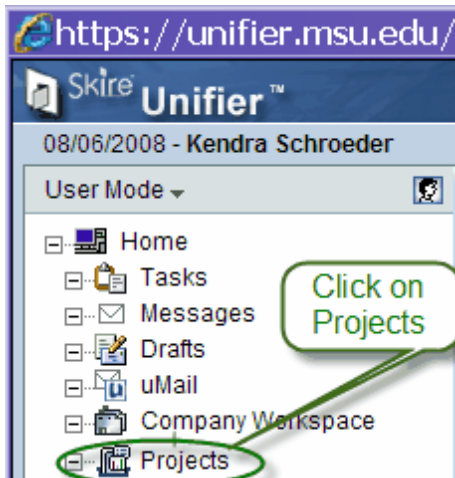 https://unifier.msu.edu/
Skire Unifier™
08/06/2008 - Kendra Schroeder
User Mode
Home
Tasks
Click on
Projects
Messages
Drafts
uMail
Company Workspace
Projects